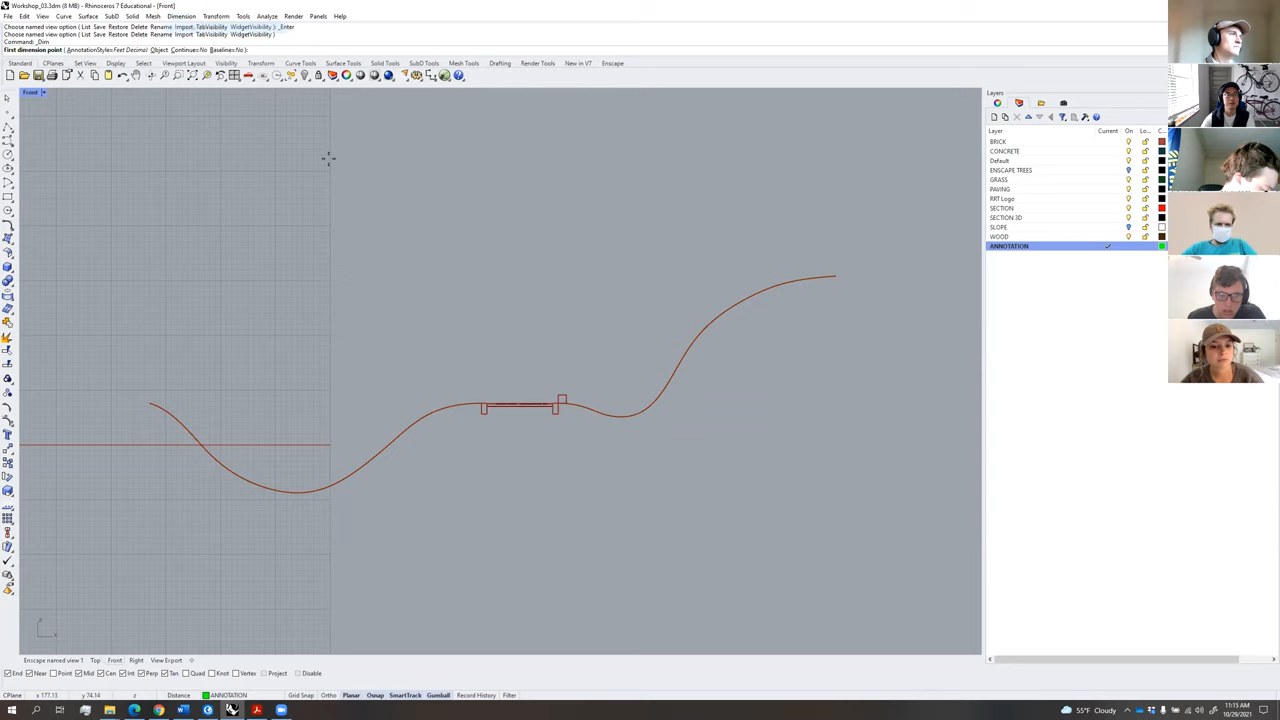 Workshop_03.3dm (8 MB) - Rhinoceros 7 Educational - [Front]
File Edit View Curve Surface SubD Solid Mesh Dimension Transform Tools Analyze Render Panels Help
Choose named view option ( List Save Restore Delete Rename Import TabVisibility WidgetVisibility ): _Enter
Choose named view option ( List Save Restore Delete Rename Import TabVisibility WidgetVisibility )
Command: _Dim
First dimension point ( AnnotationStyle=Feet Decimal Object Continue=No Baseline=No ):
Standard CPlanes Set View Display Select Viewport Layout Visibility Transform Curve Tools Surface Tools Solid Tools SubD Tools Mesh Tools Render Tools Drafting New in V7 Enscape
Front
Layers
Layer Current On Lo... C...
BRICK
CONCRETE
Default
ENSCAPE TREES
GRASS
PAVING
RRT Logo
SECTION
SECTION 3D
SLOPE
WOOD
ANNOTATION
z
x
Enscape named view 1 Top Front Right View Export
End Near Point Mid Cen Int Perp Tan Quad Knot Vertex Project Disable
CPlane x 177.13 y 74.14 z Distance ANNOTATION Grid Snap Ortho Planar Osnap SmartTrack Gumball Record History Filter
55°F Cloudy
11:15 AM
10/29/2021